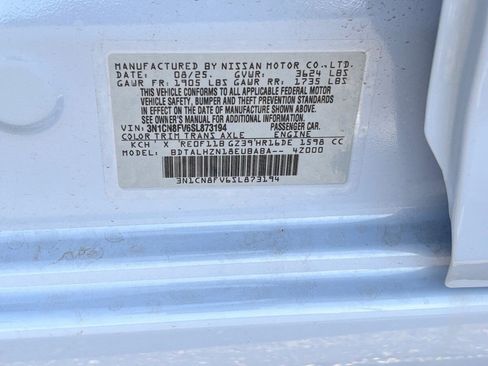 MANUFACTURED BY NISSAN MOTOR CO.,LTD.
DATE: 08/25. GVWR: 3624 LBS
GAWR FR: 1905 LBS GAWR RR: 1735 LBS
THIS VEHICLE CONFORMS TO ALL APPLICABLE FEDERAL MOTOR
VEHICLE SAFETY, BUMPER AND THEFT PREVENTION STANDARDS
IN EFFECT ON THE DATE OF MANUFACTURE SHOWN ABOVE.
SEE OWNER'S MANUAL FOR ADDITIONAL INFORMATION.
VIN: 3N1CN8FV6SL873194 PASSENGER CAR.
COLOR TRIM TRANS AXLE ENGINE
KCH X RE0F11B GZ39 HR16DE 1598 CC
MODEL: BDTALHZN18EUBABA-- 4Z000
3N1CN8FV6SL873194